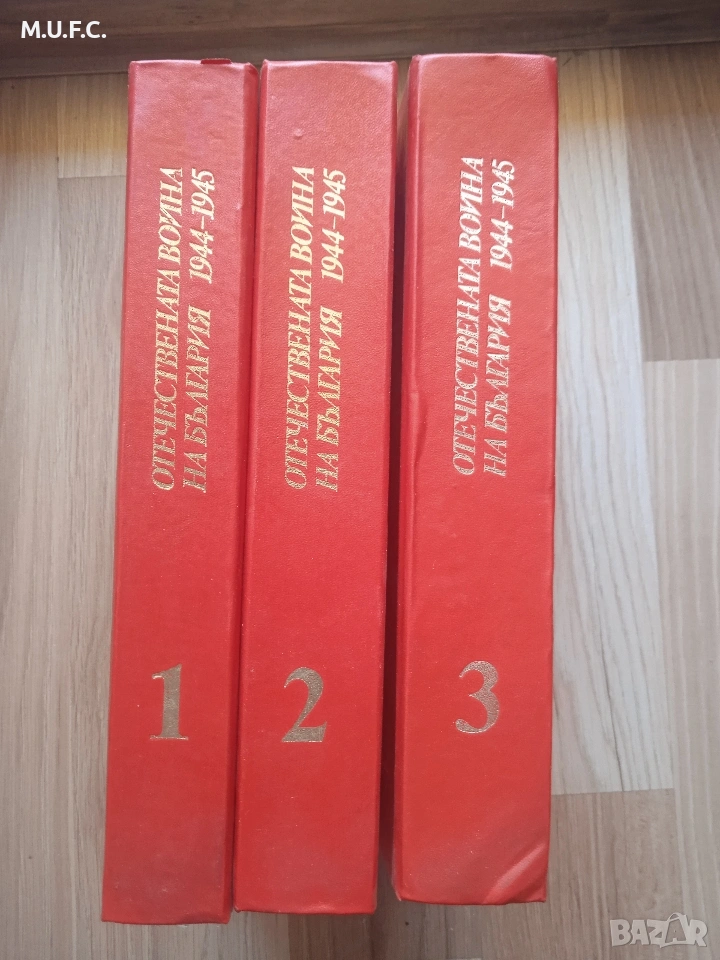 M.U.F.C.
ОТЕЧЕСТВЕНАТА ВОЙНА
НА БЪЛГАРИЯ 1944–1945
1
ОТЕЧЕСТВЕНАТА ВОЙНА
НА БЪЛГАРИЯ 1944–1945
2
ОТЕЧЕСТВЕНАТА ВОЙНА
НА БЪЛГАРИЯ 1944–1945
3
BAZAR